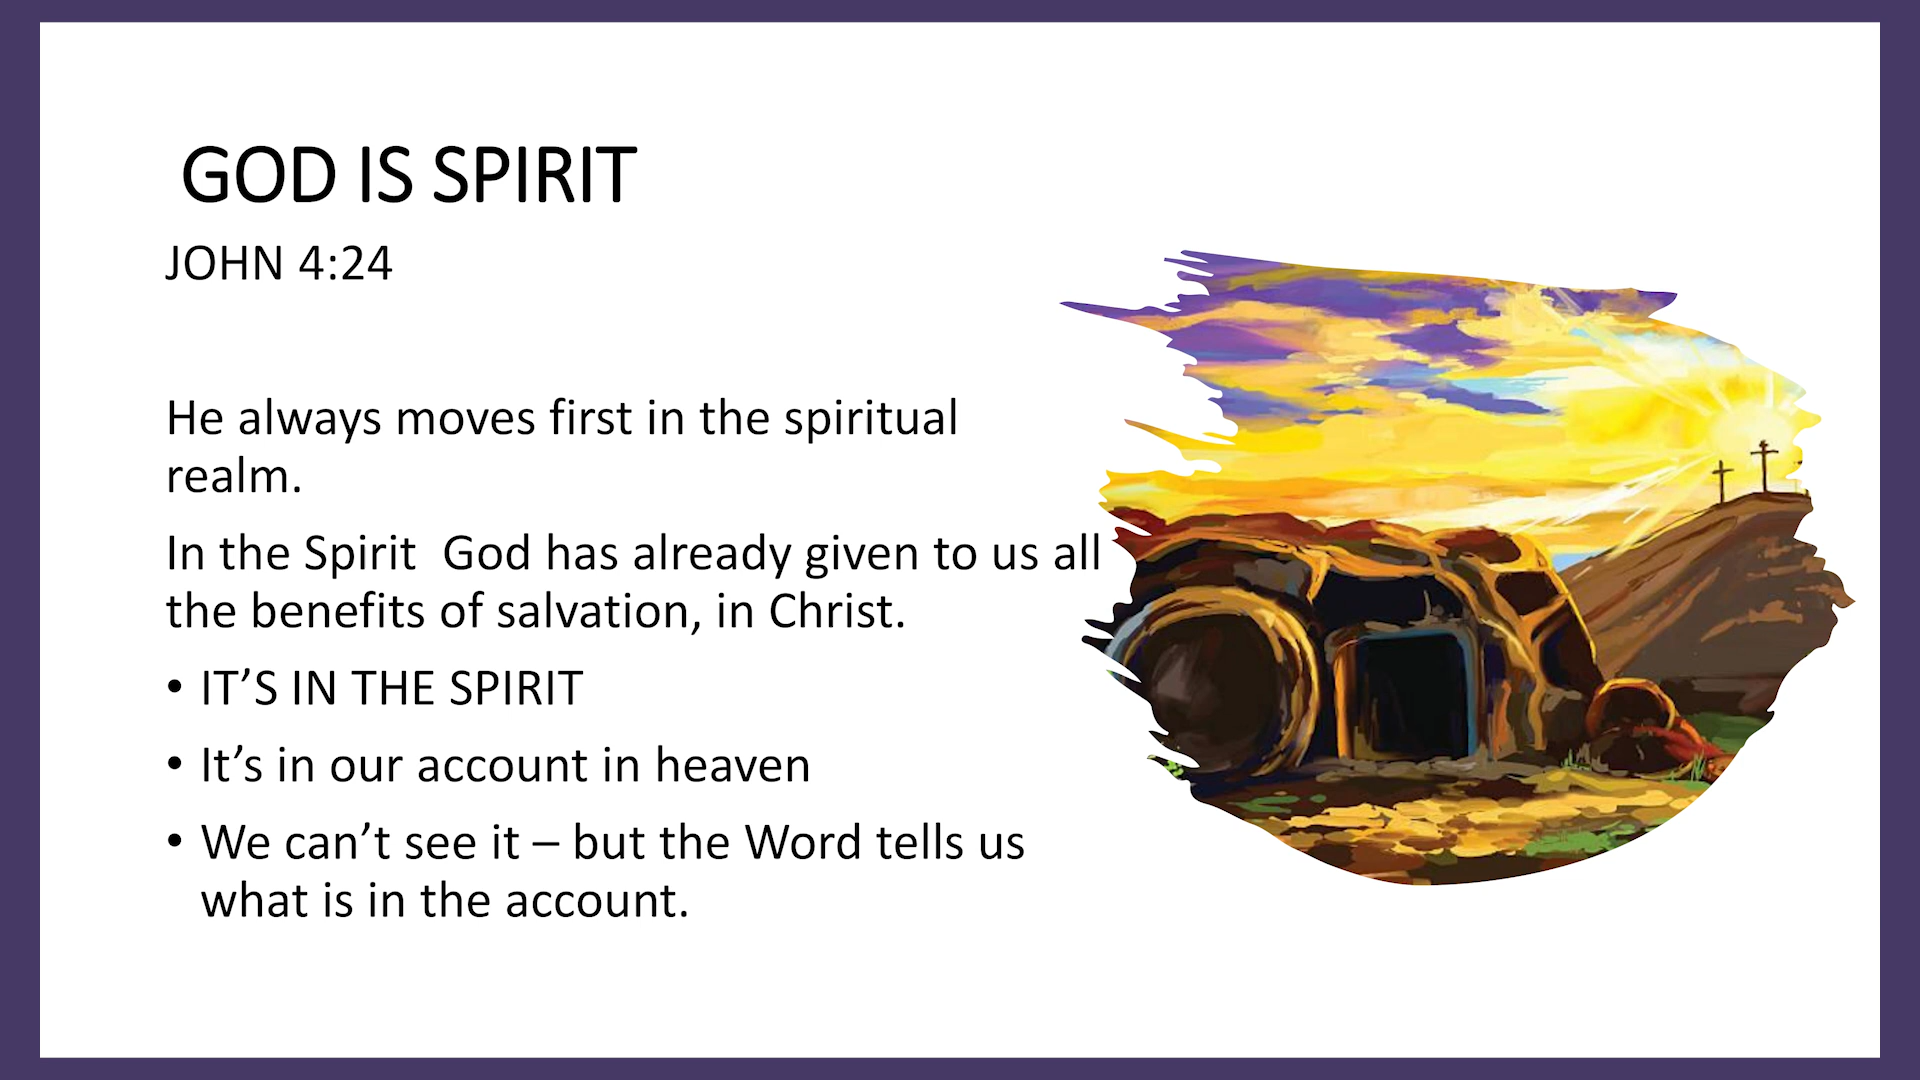 GOD IS SPIRIT
JOHN 4:24
He always moves first in the spiritual
realm.
In the Spirit  God has already given to us all
the benefits of salvation, in Christ.
• IT’S IN THE SPIRIT
• It’s in our account in heaven
• We can’t see it – but the Word tells us
what is in the account.